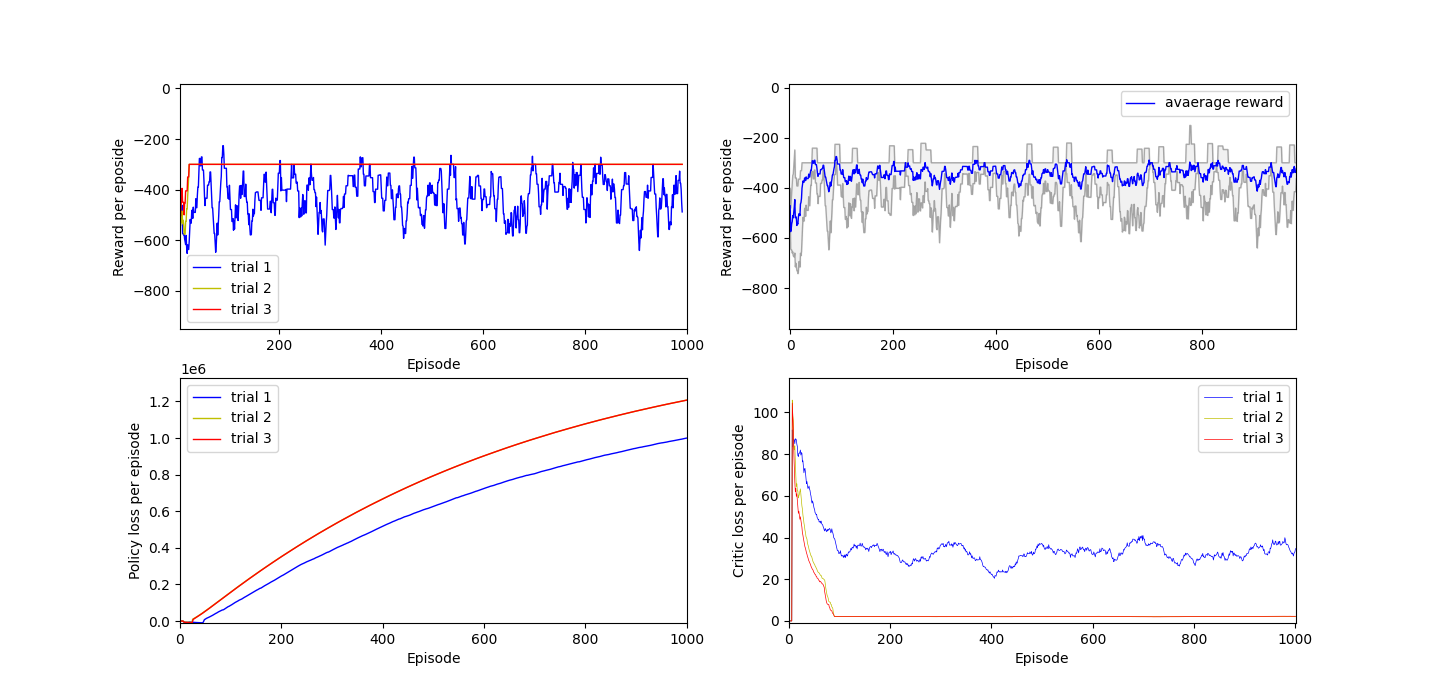 0
−200
−400
−600
−800
Reward per eposide
trial 1
trial 2
trial 3
200
400
600
800
1000
Episode
0
−200
−400
−600
−800
Reward per eposide
avaerage reward
0
200
400
600
800
Episode
1e6
1.2
1.0
0.8
0.6
0.4
0.2
0.0
Policy loss per episode
trial 1
trial 2
trial 3
0
200
400
600
800
1000
Episode
100
80
60
40
20
0
Critic loss per episode
trial 1
trial 2
trial 3
0
200
400
600
800
1000
Episode